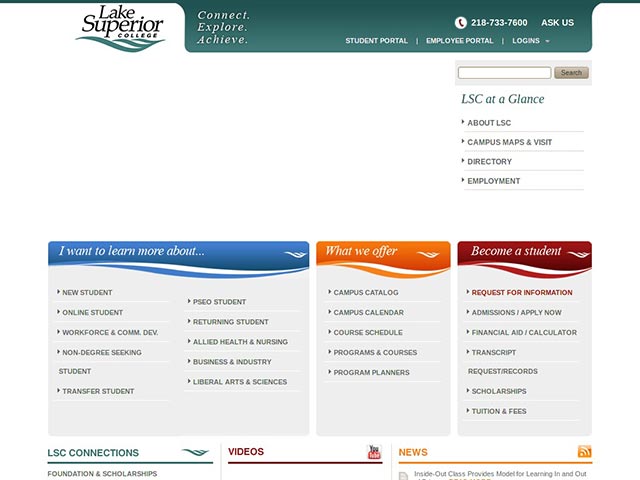 Lake
Superior
COLLEGE
Connect.
Explore.
Achieve.
218-733-7600 ASK US
STUDENT PORTAL | EMPLOYEE PORTAL | LOGINS
Search
LSC at a Glance
ABOUT LSC
CAMPUS MAPS & VISIT
DIRECTORY
EMPLOYMENT
I want to learn more about...
NEW STUDENT
ONLINE STUDENT
WORKFORCE & COMM. DEV.
NON-DEGREE SEEKING
STUDENT
TRANSFER STUDENT
PSEO STUDENT
RETURNING STUDENT
ALLIED HEALTH & NURSING
BUSINESS & INDUSTRY
LIBERAL ARTS & SCIENCES
What we offer
CAMPUS CATALOG
CAMPUS CALENDAR
COURSE SCHEDULE
PROGRAMS & COURSES
PROGRAM PLANNERS
Become a student
REQUEST FOR INFORMATION
ADMISSIONS / APPLY NOW
FINANCIAL AID / CALCULATOR
TRANSCRIPT
REQUEST/RECORDS
SCHOLARSHIPS
TUITION & FEES
LSC CONNECTIONS
FOUNDATION & SCHOLARSHIPS
VIDEOS
You Tube
NEWS
Inside-Out Class Provides Model for Learning In and Out